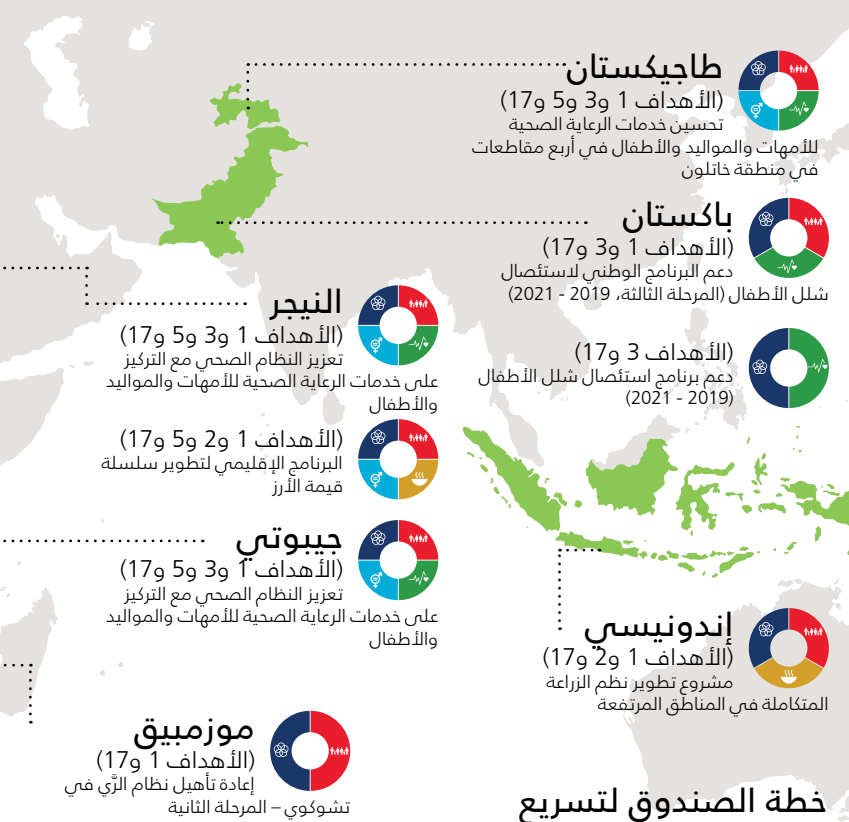 طاجيكستان
(الأهداف 1 و3 و5 و17)
تحسين خدمات الرعاية الصحية
للأمهات والمواليد والأطفال في أربع مقاطعات
في منطقة خاتلون
باكستان
(الأهداف 1 و3 و17)
دعم البرنامج الوطني لاستئصال
شلل الأطفال (المرحلة الثالثة، 2019 - 2021)
(الأهداف 3 و17)
دعم برنامج استئصال شلل الأطفال
(2019 - 2021)
إندونيسي
(الأهداف 1 و2 و17)
مشروع تطوير نظم الزراعة
المتكاملة في المناطق المرتفعة
النيجر
(الأهداف 1 و3 و5 و17)
تعزيز النظام الصحي مع التركيز
على خدمات الرعاية الصحية للأمهات والمواليد
والأطفال
(الأهداف 1 و2 و5 و17)
البرنامج الإقليمي لتطوير سلسلة
قيمة الأرز
جيبوتي
(الأهداف 1 و3 و5 و17)
تعزيز النظام الصحي مع التركيز
على خدمات الرعاية الصحية للأمهات والمواليد
والأطفال
موزمبيق
(الأهداف 1 و17)
إعادة تأهيل نظام الرَّي في
تشوكوي – المرحلة الثانية
خطة الصندوق لتسريع